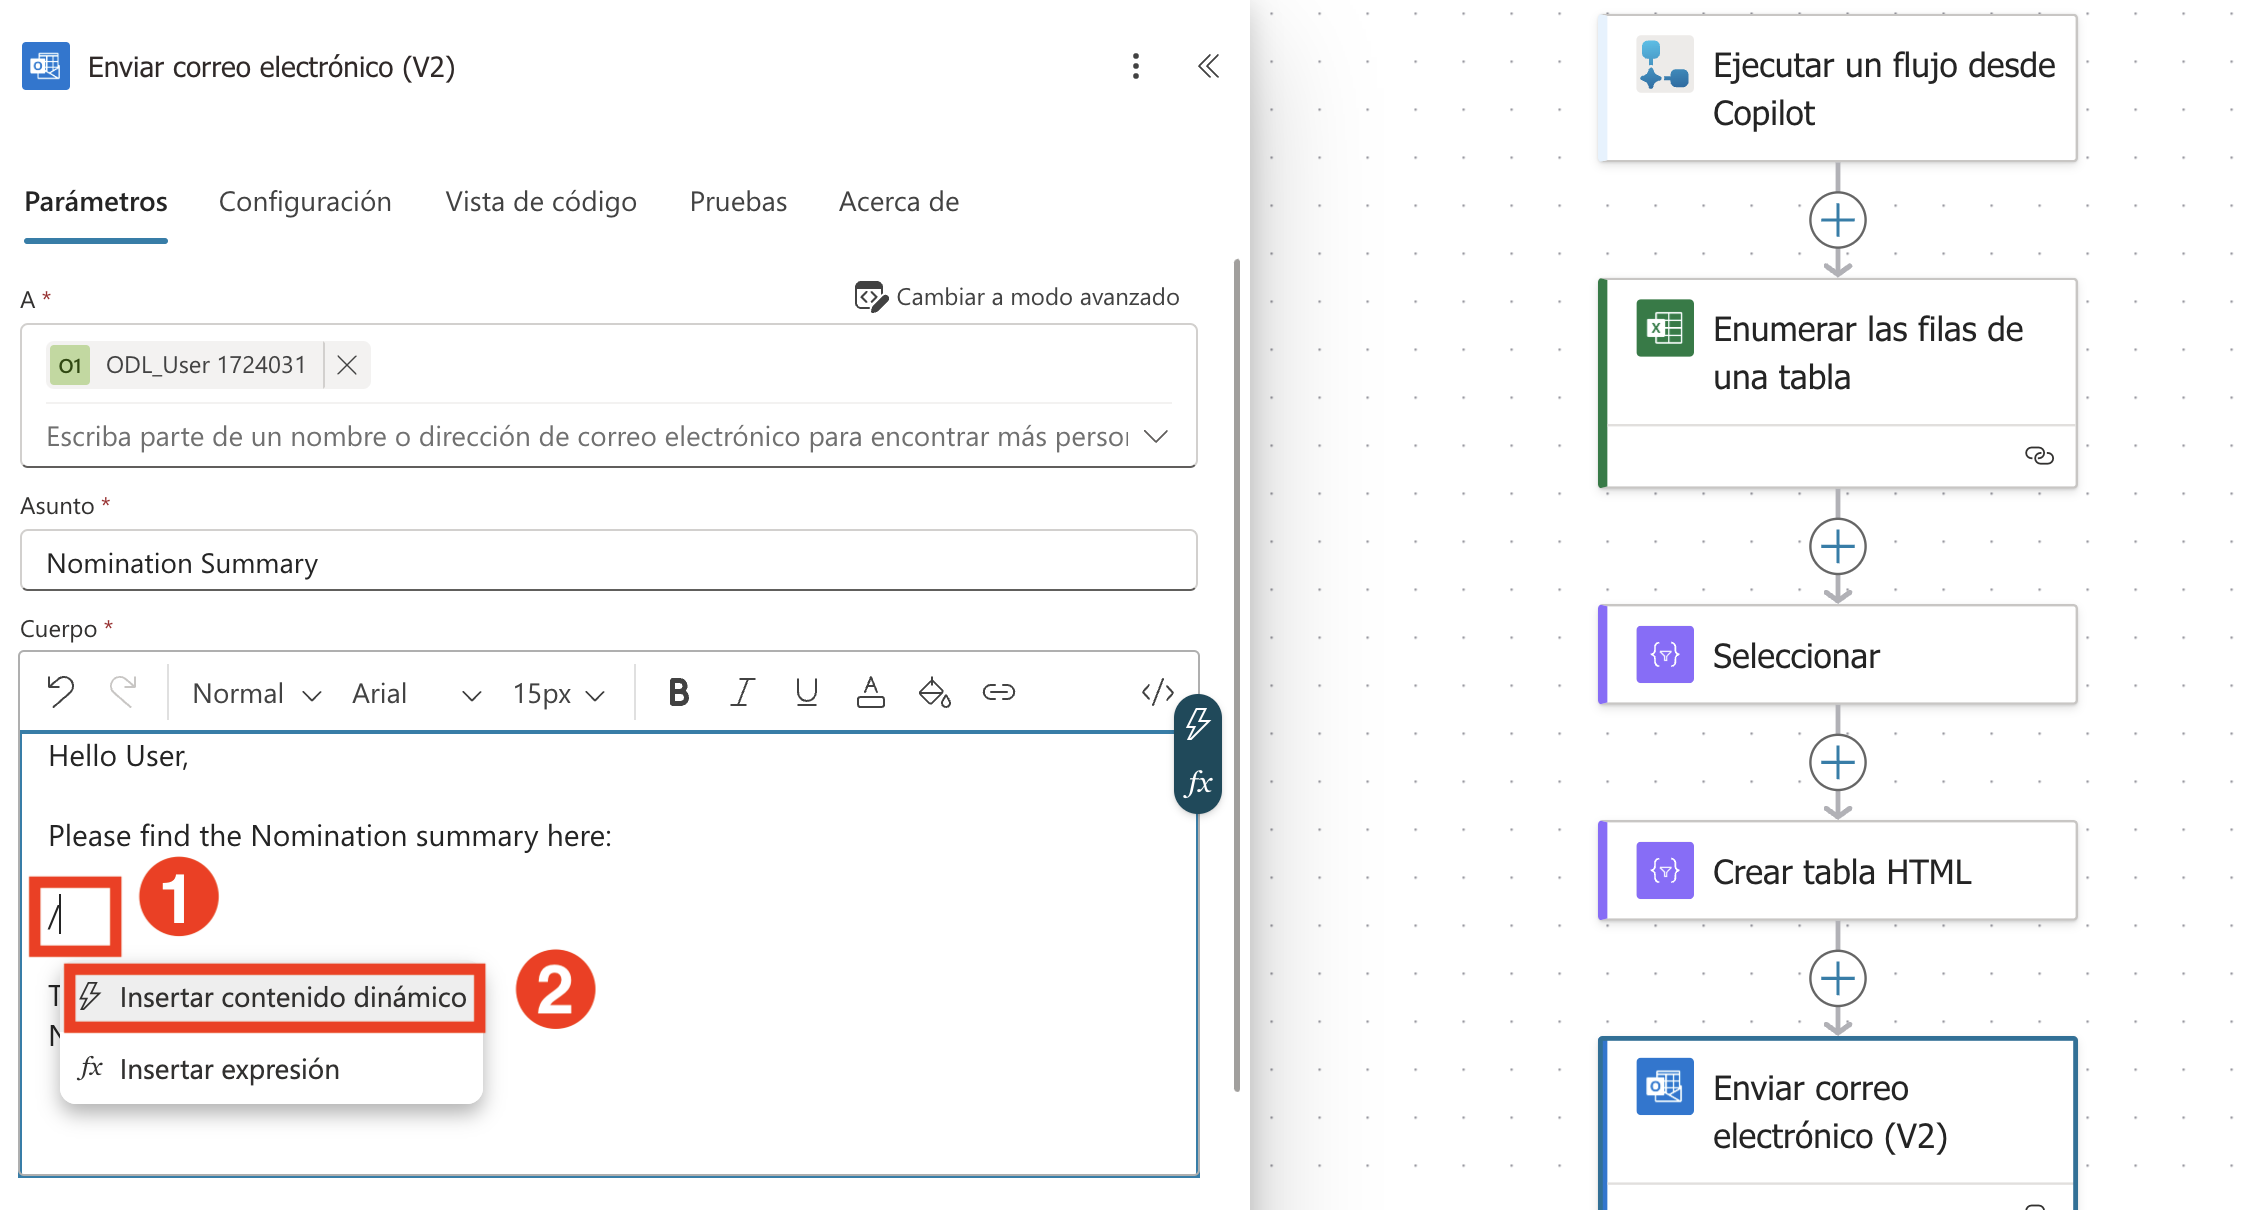 Enviar correo electrónico (V2)
Parámetros
Configuración
Vista de código
Pruebas
Acerca de
A *
Cambiar a modo avanzado
O1
ODL_User 1724031
Escriba parte de un nombre o dirección de correo electrónico para encontrar más
Asunto *
Nomination Summary
Cuerpo *
Normal
Arial
15px
B
I
U
A
</>
fx
Hello User,
Please find the Nomination summary here:
/
1
Insertar contenido dinámico
2
fx Insertar expresión
Ejecutar un flujo desde
Copilot
Enumerar las filas de
una tabla
Seleccionar
Crear tabla HTML
Enviar correo
electrónico (V2)